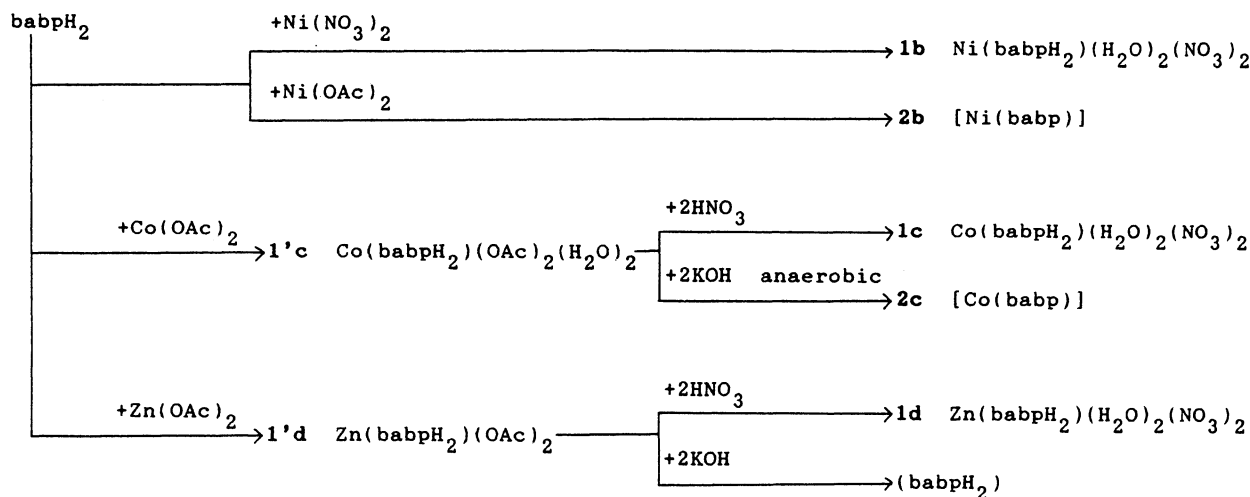 babpH₂
+Ni(NO₃)₂
1b Ni(babpH₂)(H₂O)₂(NO₃)₂
+Ni(OAc)₂
2b [Ni(babp)]
+Co(OAc)₂
1'c Co(babpH₂)(OAc)₂(H₂O)₂
+2HNO₃
1c Co(babpH₂)(H₂O)₂(NO₃)₂
+2KOH anaerobic
2c [Co(babp)]
+Zn(OAc)₂
1'd Zn(babpH₂)(OAc)₂
+2HNO₃
1d Zn(babpH₂)(H₂O)₂(NO₃)₂
+2KOH
(babpH₂)